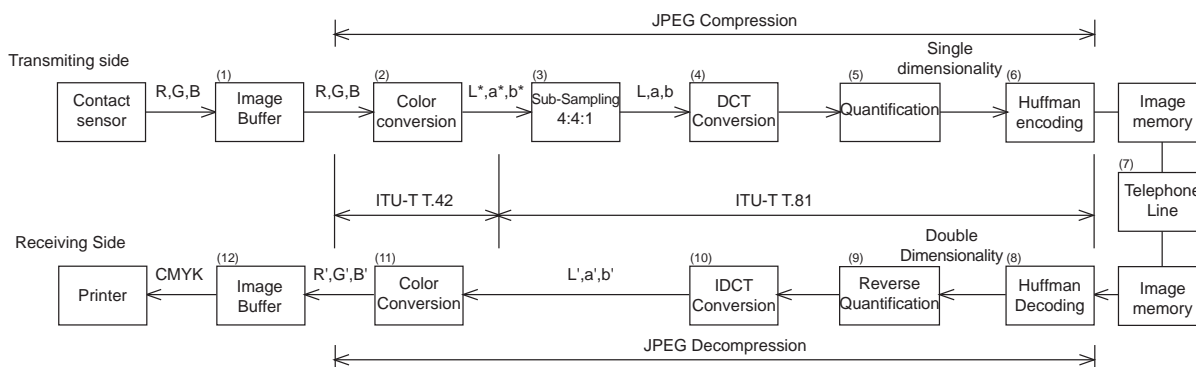 JPEG Compression
Transmiting side
Single
dimensionality
(1)
(2)
(3)
(4)
(5)
(6)
Contact
sensor
R,G,B
Image
Buffer
R,G,B
Color
conversion
L*,a*,b*
Sub-Sampling
4:4:1
L,a,b
DCT
Conversion
Quantification
Huffman
encoding
Image
memory
(7)
Telephone
Line
ITU-T T.42
ITU-T T.81
Receiving Side
Double
Dimensionality
(12)
(11)
(10)
(9)
(8)
Printer
CMYK
Image
Buffer
R',G',B'
Color
Conversion
L',a',b'
IDCT
Conversion
Reverse
Quantification
Huffman
Decoding
Image
memory
JPEG Decompression